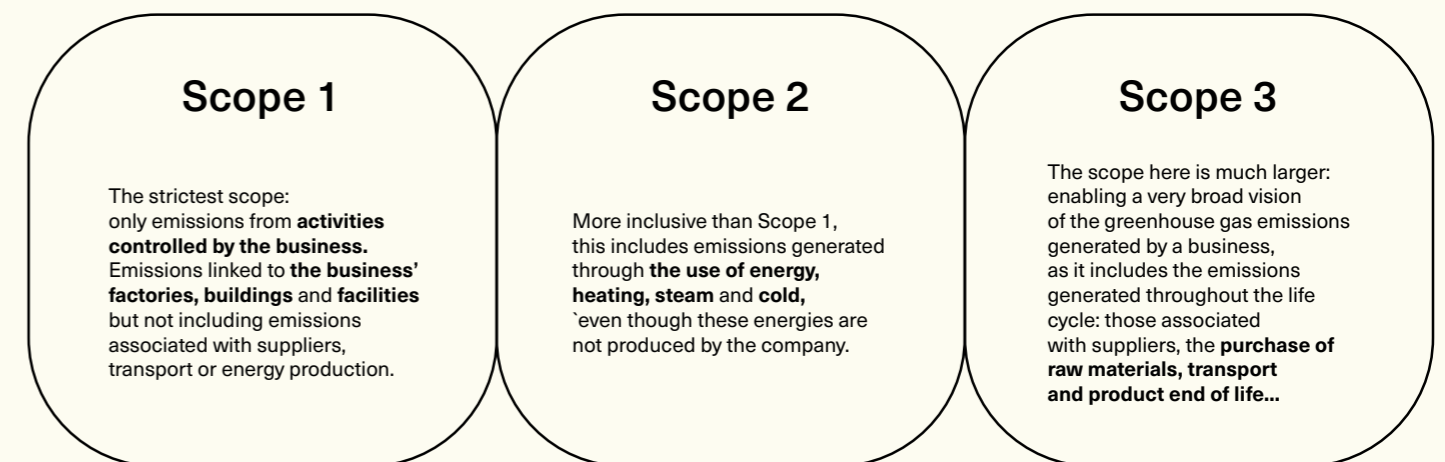 Scope 1
The strictest scope:
only emissions from activities
controlled by the business.
Emissions linked to the business’
factories, buildings and facilities
but not including emissions
associated with suppliers,
transport or energy production.
Scope 2
More inclusive than Scope 1,
this includes emissions generated
through the use of energy,
heating, steam and cold,
`even though these energies are
not produced by the company.
Scope 3
The scope here is much larger:
enabling a very broad vision
of the greenhouse gas emissions
generated by a business,
as it includes the emissions
generated throughout the life
cycle: those associated
with suppliers, the purchase of
raw materials, transport
and product end of life...